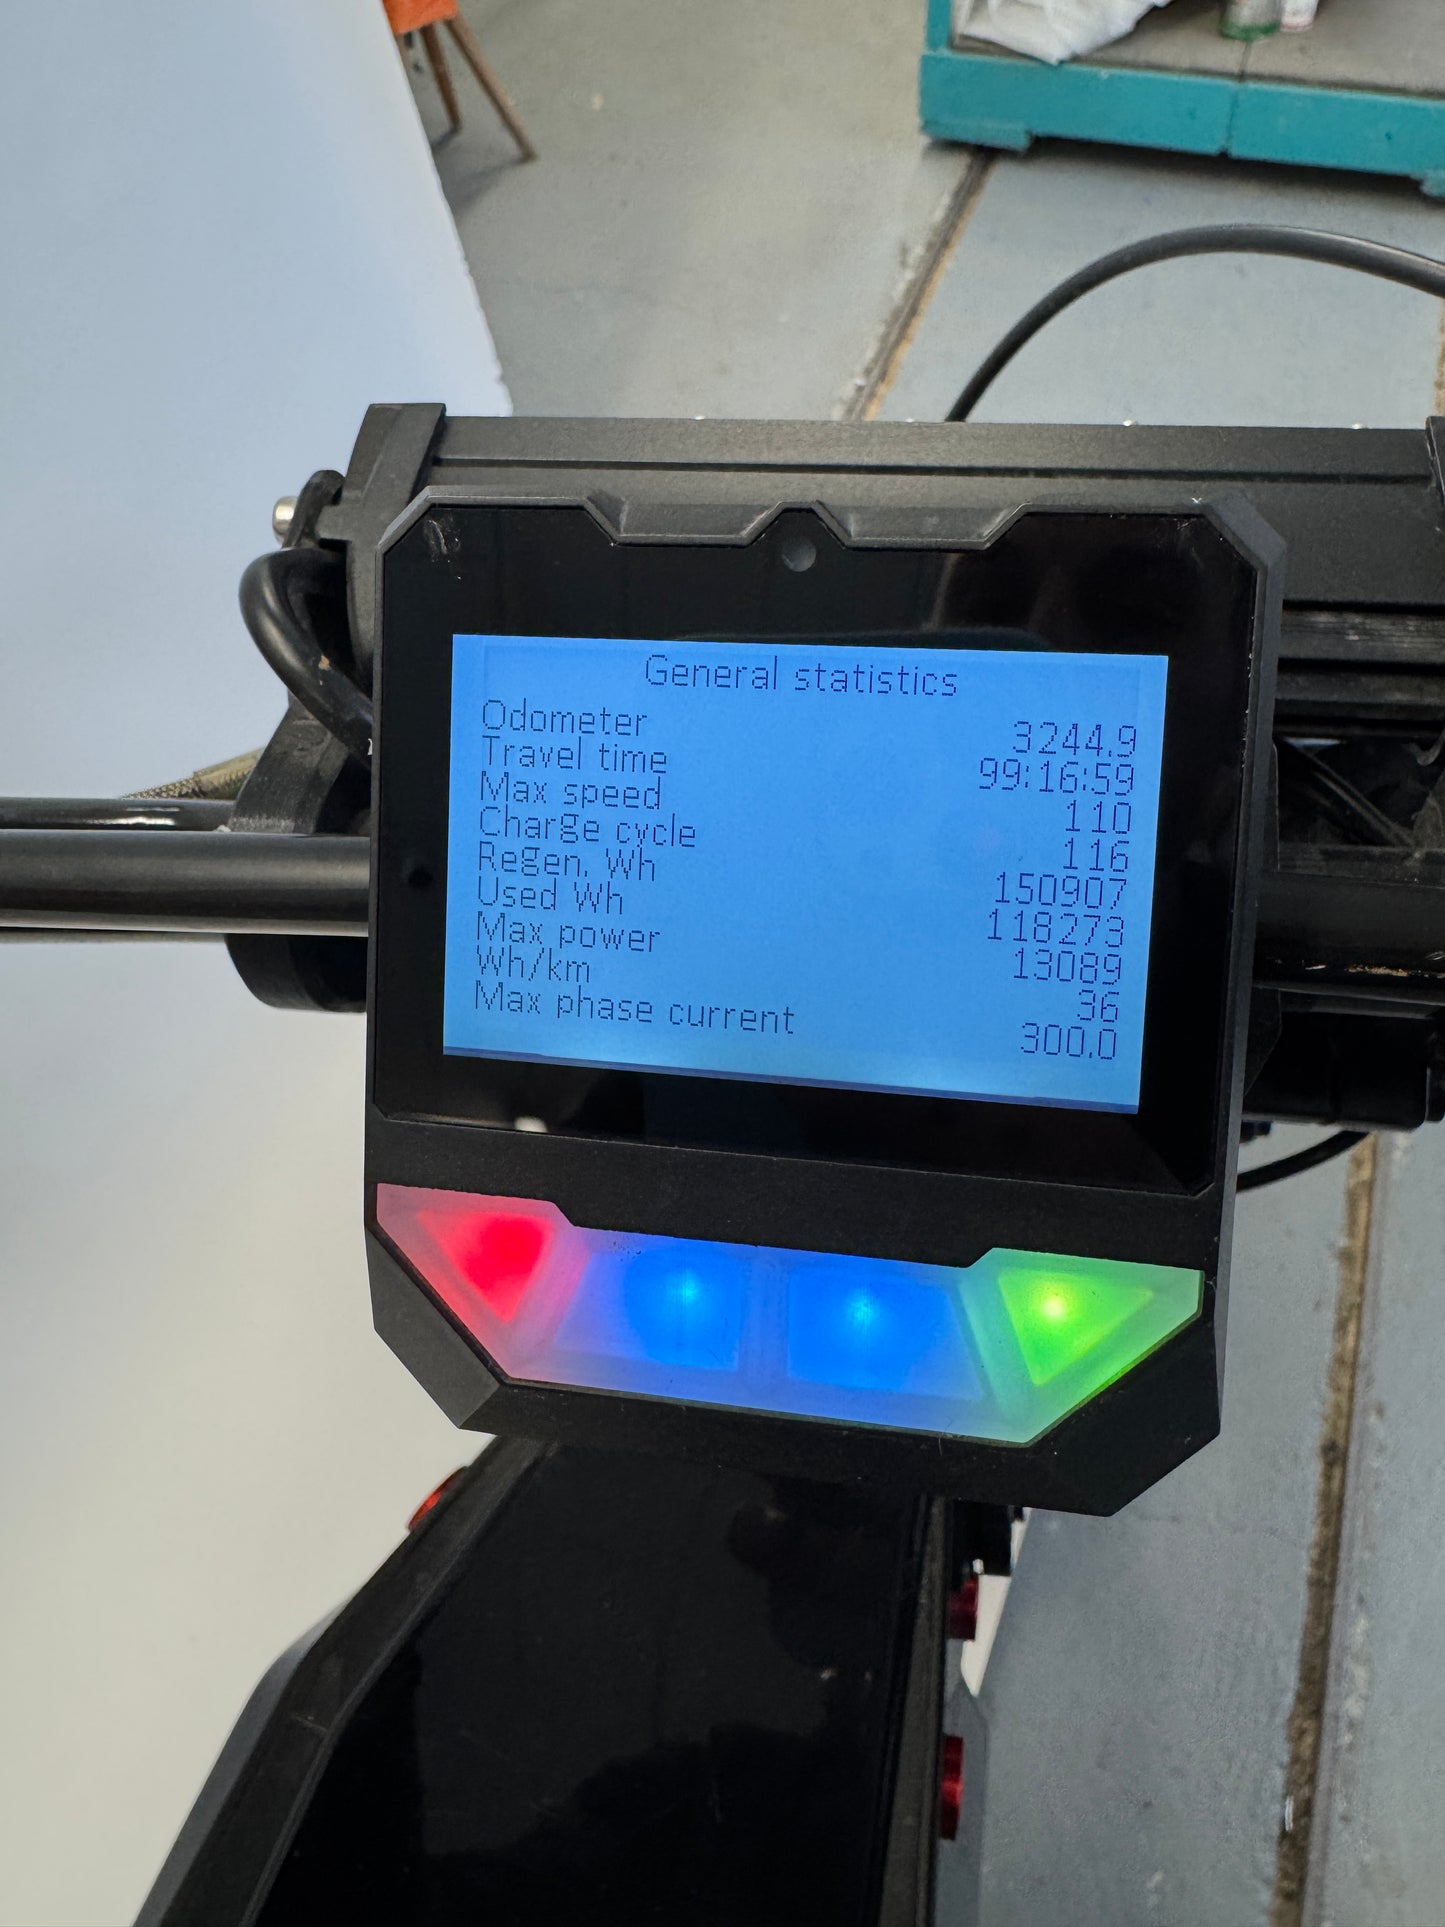 General statistics
Odometer 3244.9
Travel time 99:16:59
Max speed 110
Charge cycle 116
Regen. Wh 150907
Used Wh 118273
Max power 13089
Wh/km 36
Max phase current 300.0